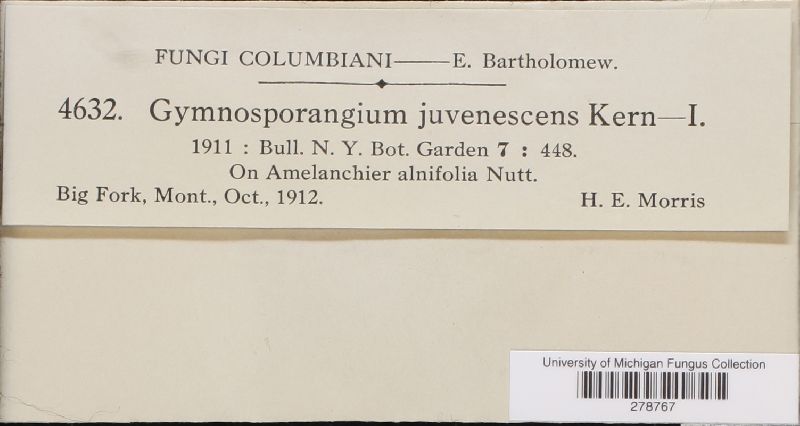 FUNGI COLUMBIANI——E. Bartholomew.
4632. Gymnosporangium juvenescens Kern—I.
1911 : Bull. N. Y. Bot. Garden 7 : 448.
On Amelanchier alnifolia Nutt.
Big Fork, Mont., Oct., 1912. H. E. Morris
University of Michigan Fungus Collection
278767